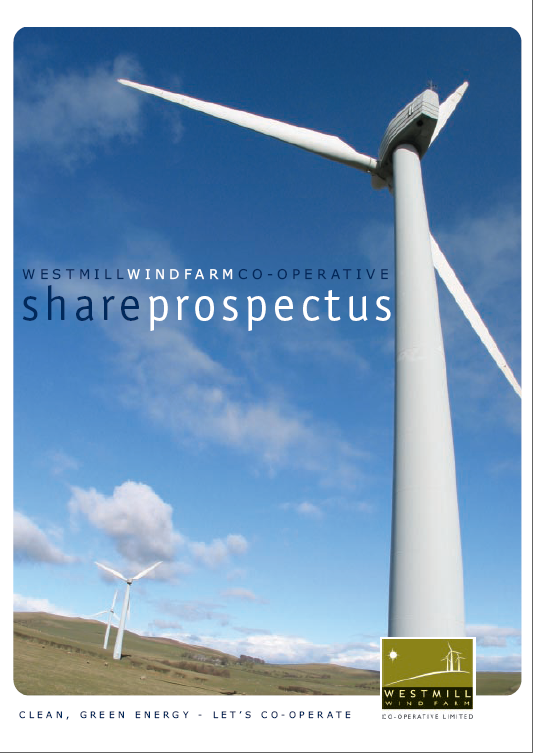 WESTMILLWINDFARMCO-OPERATIVE
shareprospectus
WESTMILL
WIND FARM
CO-OPERATIVE LIMITED
CLEAN, GREEN ENERGY - LET'S CO-OPERATE